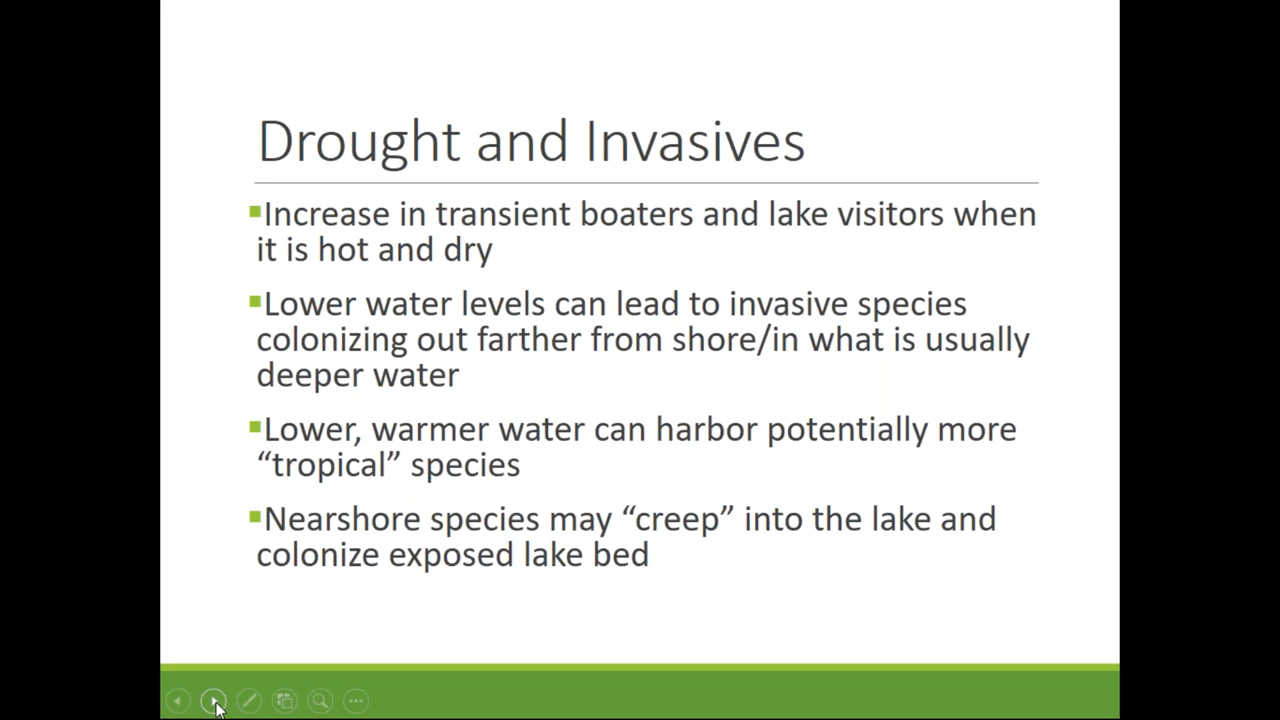 Drought and Invasives
▪Increase in transient boaters and lake visitors when
it is hot and dry
▪Lower water levels can lead to invasive species
colonizing out farther from shore/in what is usually
deeper water
▪Lower, warmer water can harbor potentially more
“tropical” species
▪Nearshore species may “creep” into the lake and
colonize exposed lake bed